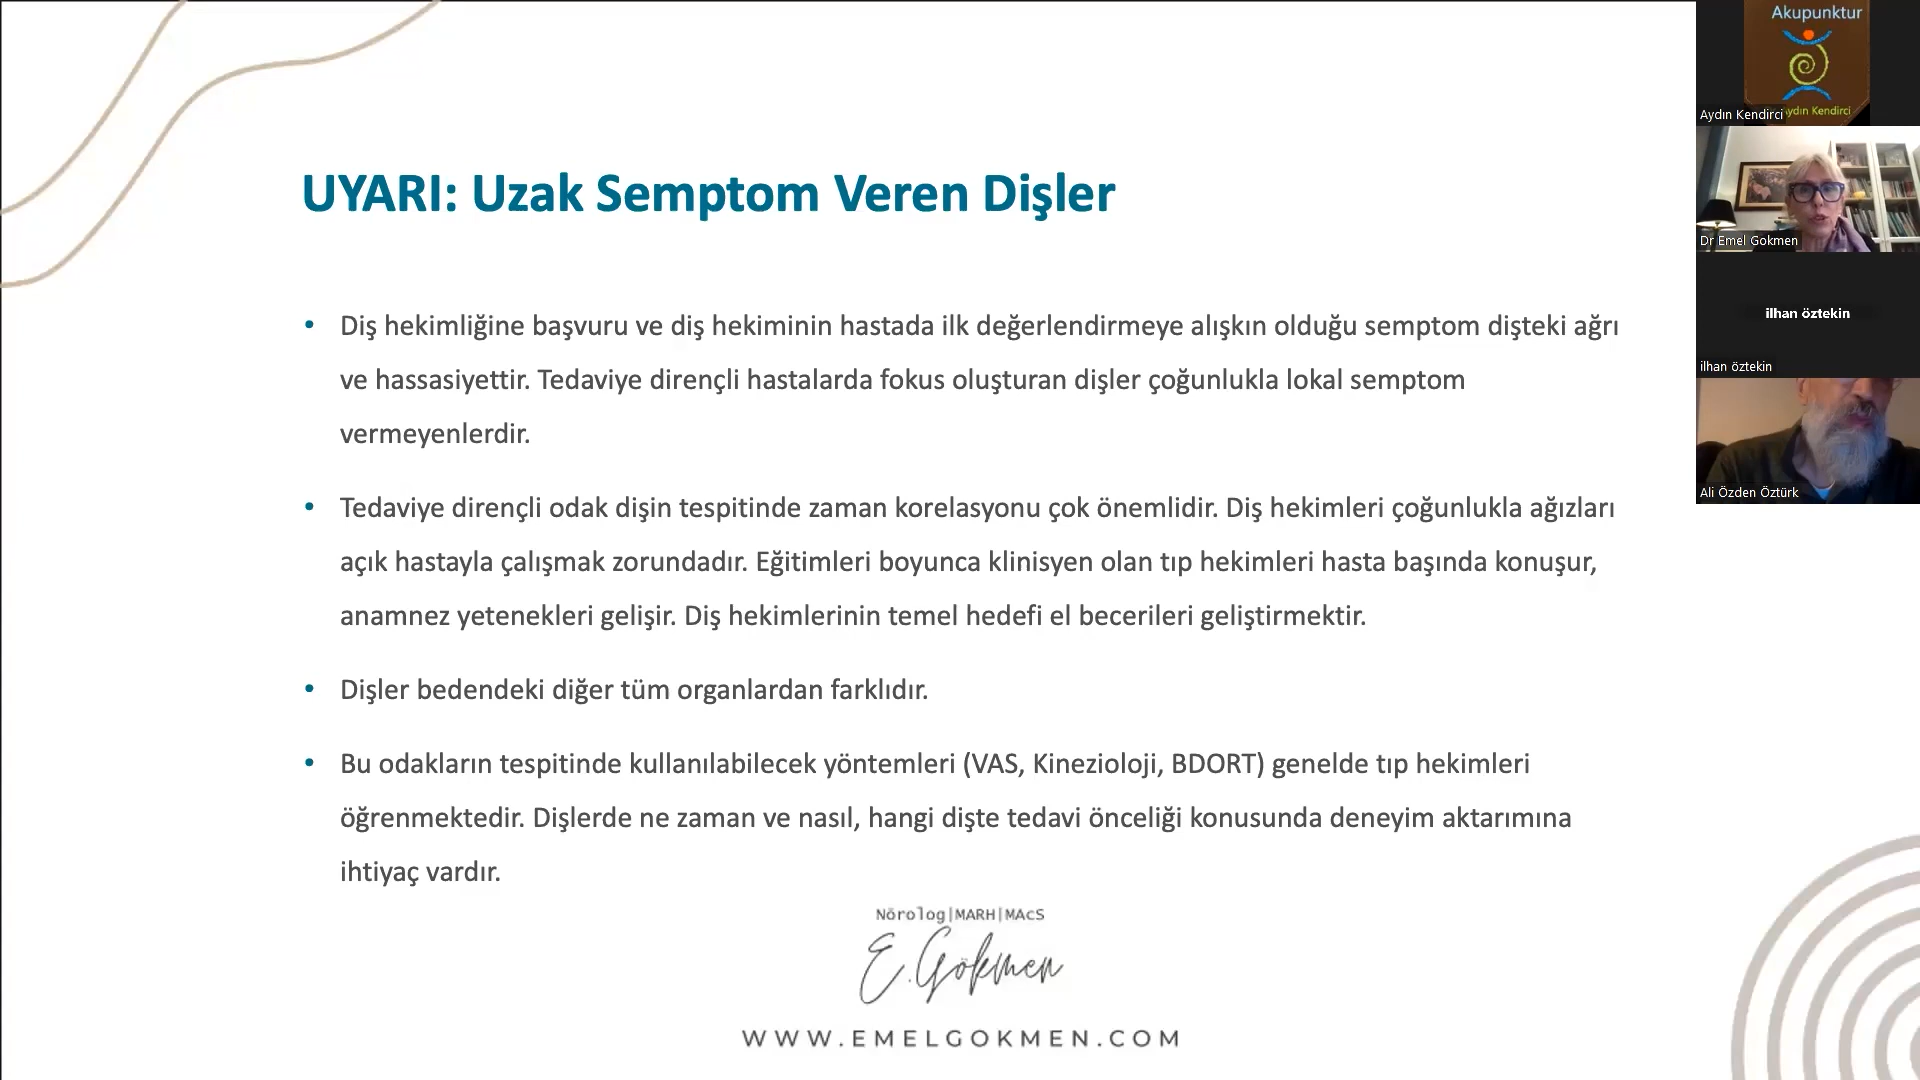 UYARI: Uzak Semptom Veren Dişler
• Diş hekimliğine başvuru ve diş hekiminin hastada ilk değerlendirmeye alışkın olduğu semptom dişteki ağrı
ve hassasiyettir. Tedaviye dirençli hastalarda fokus oluşturan dişler çoğunlukla lokal semptom
vermeyenlerdir.
• Tedaviye dirençli odak dişin tespitinde zaman korelasyonu çok önemlidir. Diş hekimleri çoğunlukla ağızları
açık hastayla çalışmak zorundadır. Eğitimleri boyunca klinisyen olan tıp hekimleri hasta başında konuşur,
anamnez yetenekleri gelişir. Diş hekimlerinin temel hedefi el becerileri geliştirmektir.
• Dişler bedendeki diğer tüm organlardan farklıdır.
• Bu odakların tespitinde kullanılabilecek yöntemleri (VAS, Kinezioloji, BDORT) genelde tıp hekimleri
öğrenmektedir. Dişlerde ne zaman ve nasıl, hangi dişte tedavi önceliği konusunda deneyim aktarımına
ihtiyaç vardır.
Nörolog|MARH|MAcS
E.Gökmen
WWW.EMELGOKMEN.COM
Akupunktur
Aydın Kendirci
Aydın Kendirci
Dr Emel Gokmen
ilhan öztekin
ilhan öztekin
Ali Özden Öztürk